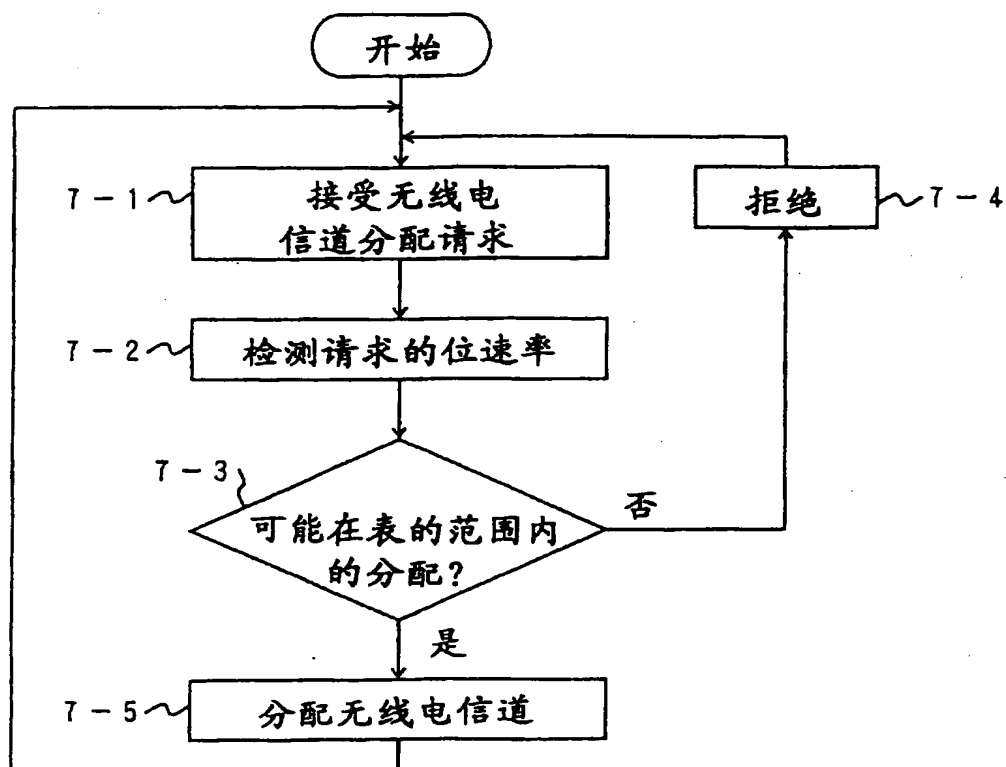 开始
7-1
接受无线电
信道分配请求
拒绝
7-4
7-2
检测请求的位速率
7-3
可能在表的范围内
的分配?
否
是
7-5
分配无线电信道